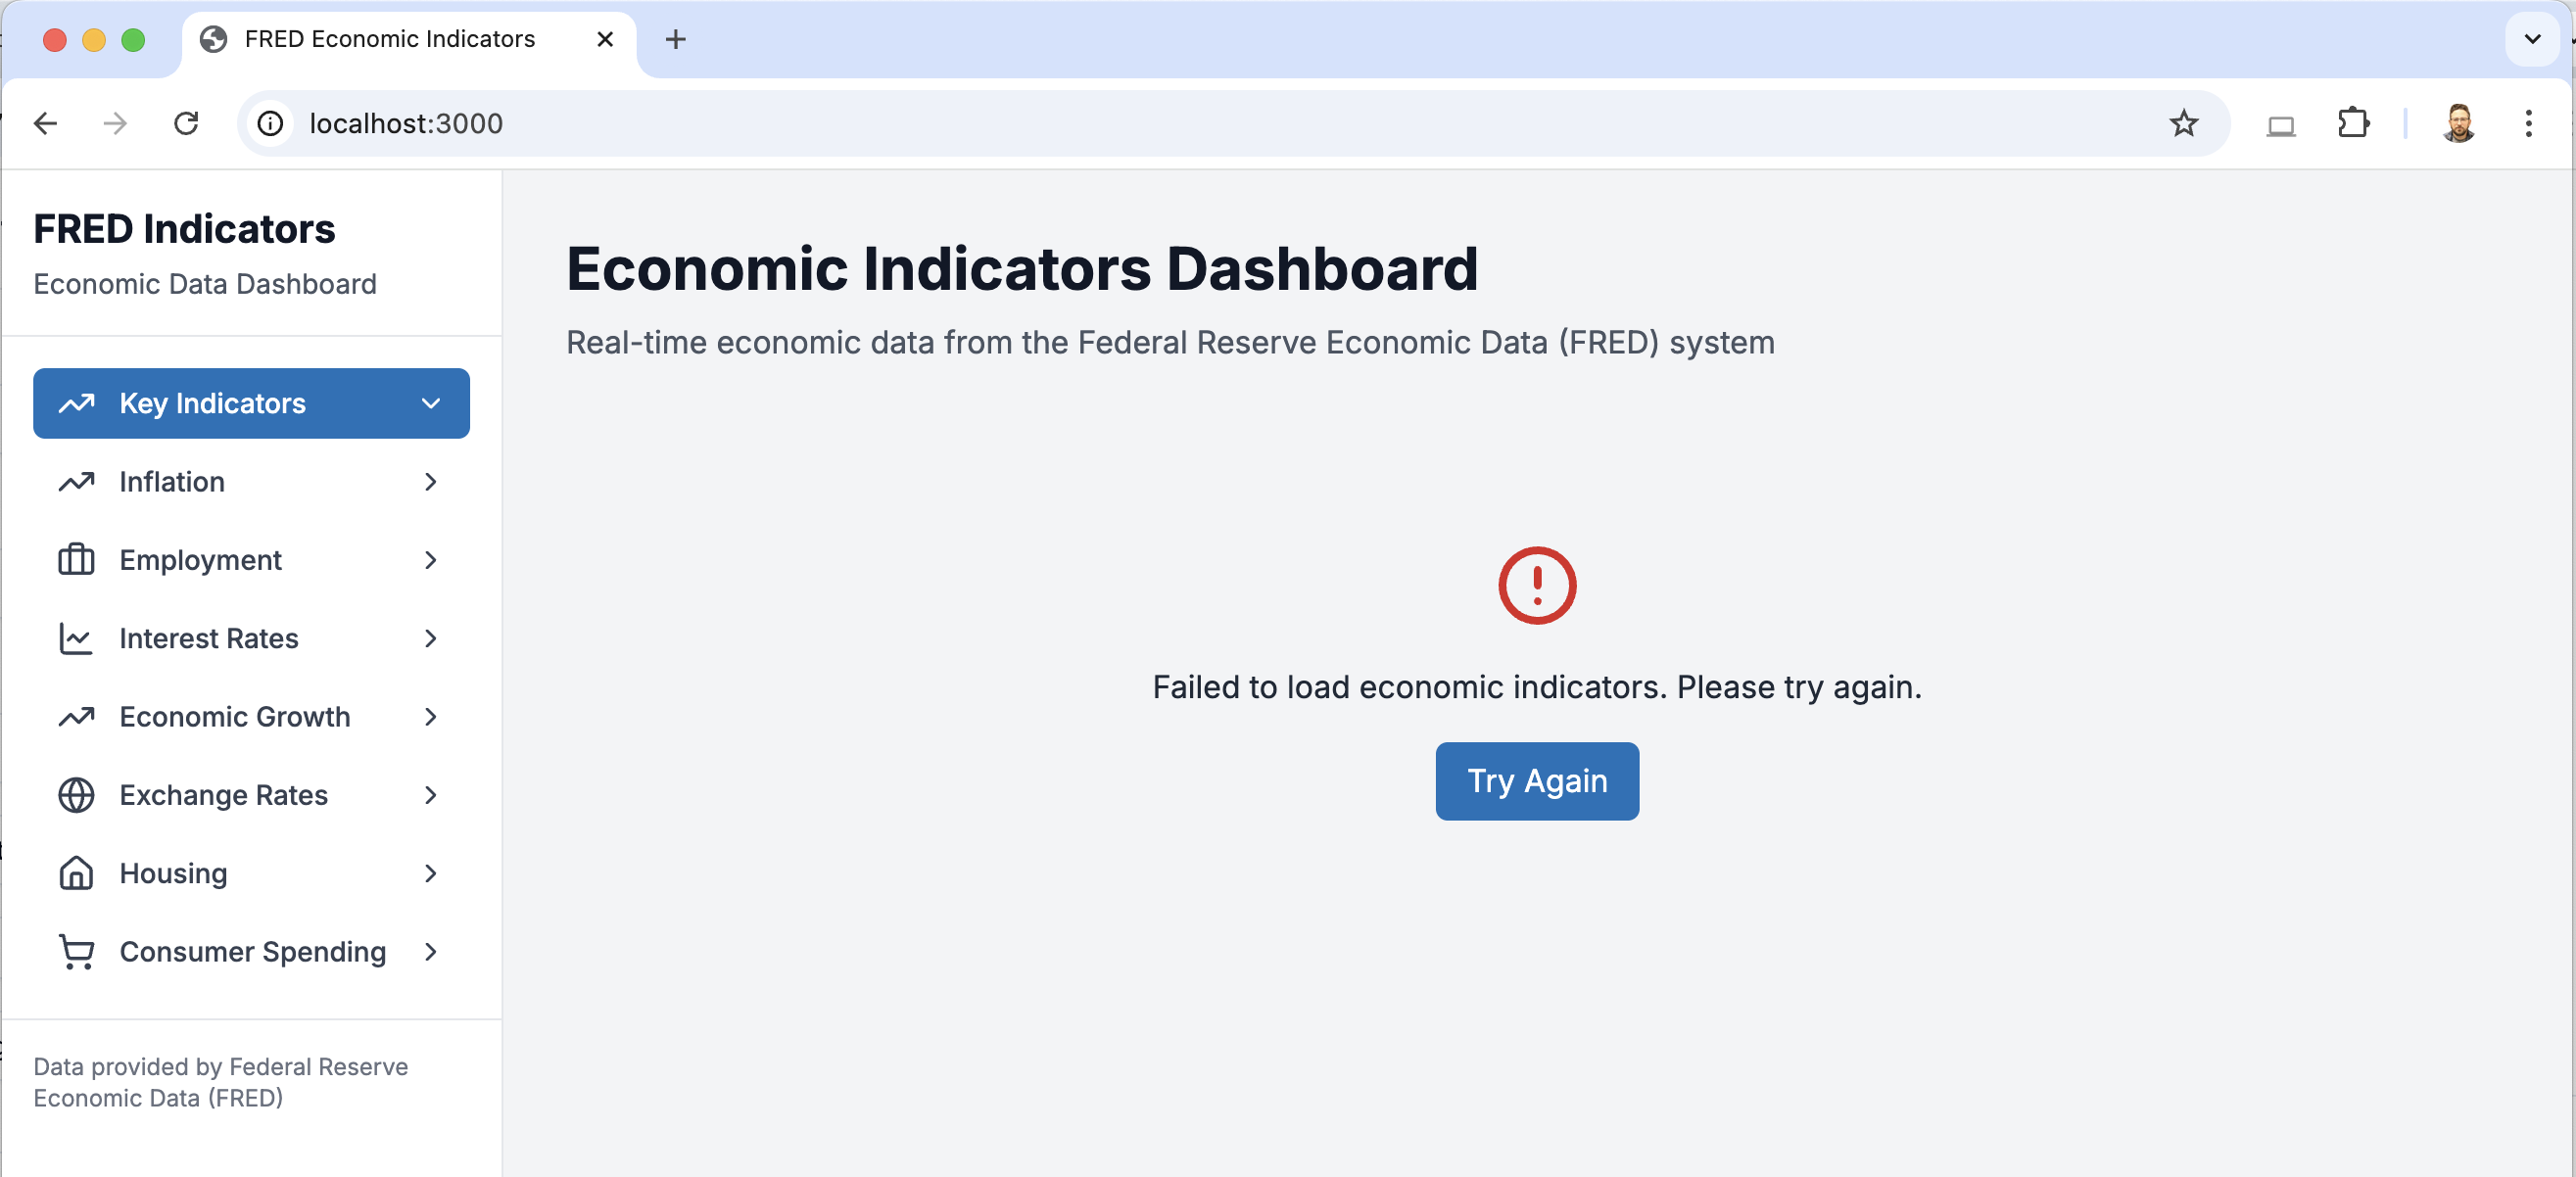 FRED Economic Indicators
localhost:3000
FRED Indicators
Economic Data Dashboard
Key Indicators
Inflation
Employment
Interest Rates
Economic Growth
Exchange Rates
Housing
Consumer Spending
Data provided by Federal Reserve
Economic Data (FRED)
Economic Indicators Dashboard
Real-time economic data from the Federal Reserve Economic Data (FRED) system
Failed to load economic indicators. Please try again.
Try Again